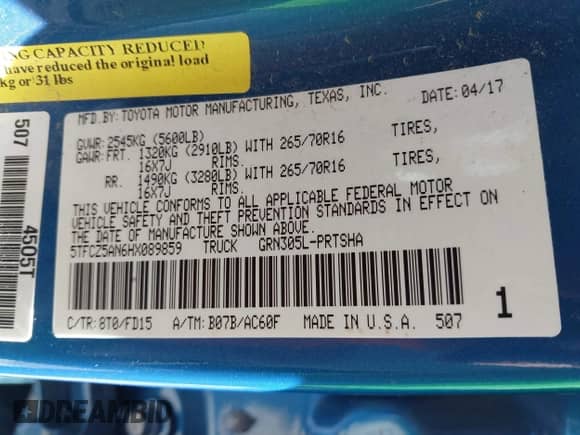 NG CAPACITY REDUCED
have reduced the original load
kg or 31 lbs
507
4505T
MFD.BY: TOYOTA MOTOR MANUFACTURING, TEXAS, INC. DATE: 04/17
GVWR: 2545KG (5600LB)
GAWR: FRT. 1320KG (2910LB) WITH 265/70R16 TIRES,
16X7J RIMS.
RR. 1490KG (3280LB) WITH 265/70R16 TIRES,
16X7J RIMS.
THIS VEHICLE CONFORMS TO ALL APPLICABLE FEDERAL MOTOR
VEHICLE SAFETY AND THEFT PREVENTION STANDARDS IN EFFECT ON
THE DATE OF MANUFACTURE SHOWN ABOVE.
5TFCZ5AN6HX089859 TRUCK GRN305L-PRTSHA
1
C/TR: 8T0/FD15 A/TM: B07B/AC60F MADE IN U.S.A. 507
DREAMBID